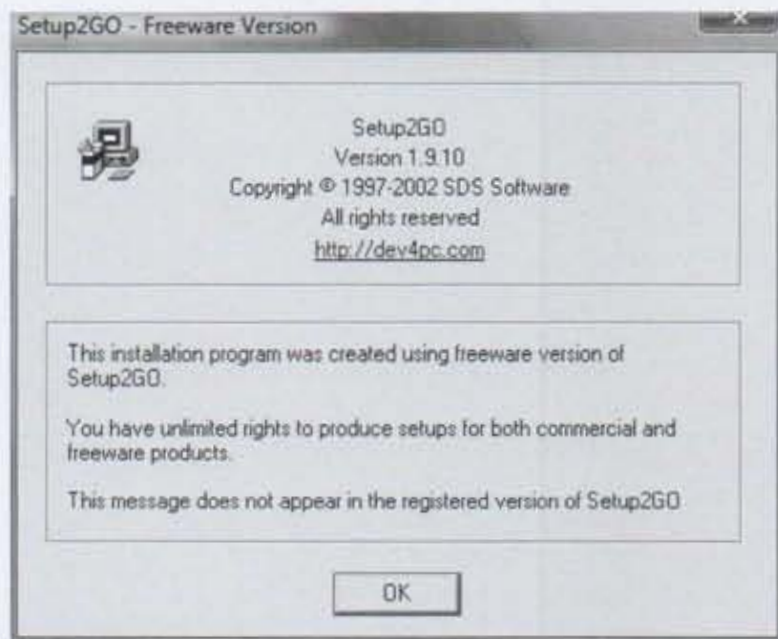 Setup2GO - Freeware Version
Setup2GO
Version 1.9.10
Copyright © 1997-2002 SDS Software
All rights reserved
http://dev4pc.com
This installation program was created using freeware version of
Setup2GO.
You have unlimited rights to produce setups for both commercial and
freeware products.
This message does not appear in the registered version of Setup2GO
OK